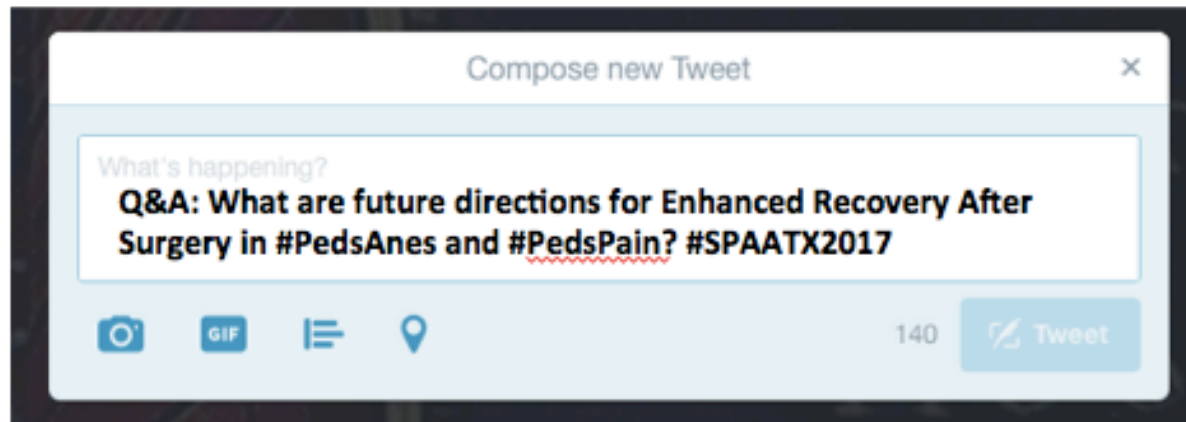 Compose new Tweet ×
What's happening?
Q&A: What are future directions for Enhanced Recovery After
Surgery in #PedsAnes and #PedsPain? #SPAATX2017
GIF 140 Tweet